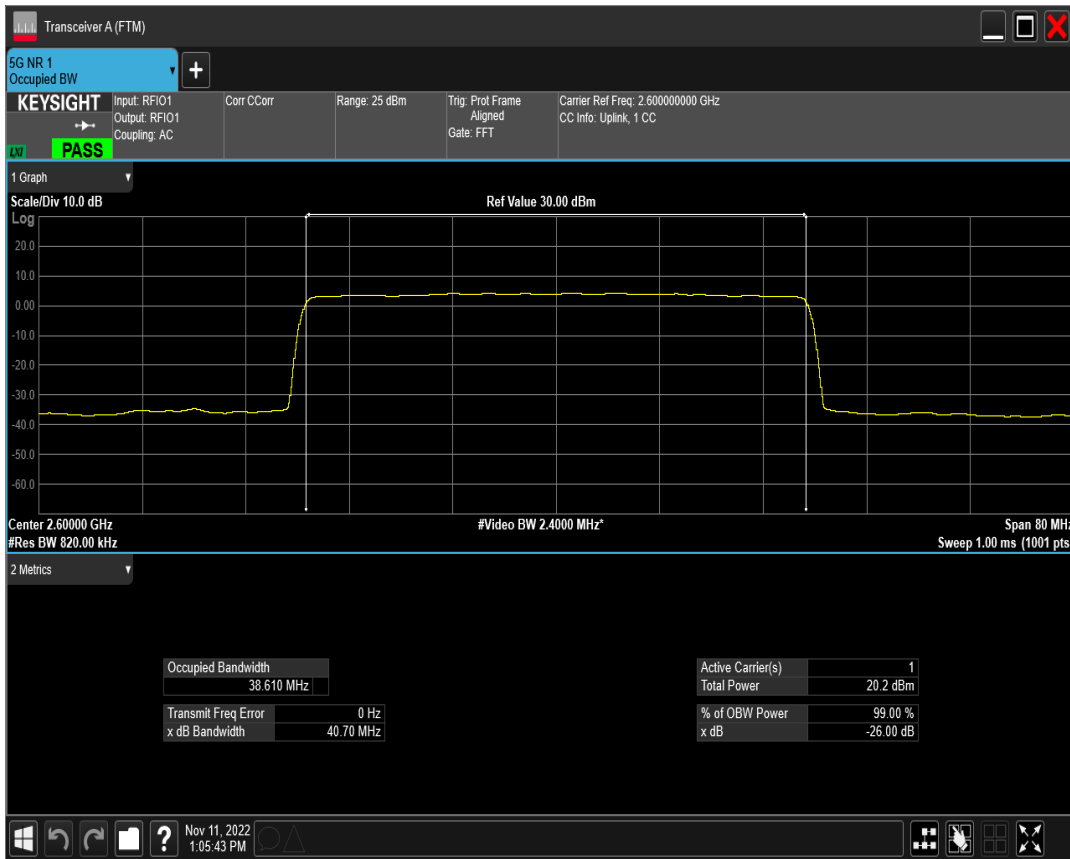 Transceiver A (FTM)
5G NR 1
Occupied BW
+
KEYSIGHT
LXI
PASS
Input: RFIO1
Output: RFIO1
Coupling: AC
Corr CCorr
Range: 25 dBm
Trig: Prot Frame
Aligned
Gate: FFT
Carrier Ref Freq: 2.600000000 GHz
CC Info: Uplink, 1 CC
1 Graph
Scale/Div 10.0 dB
Ref Value 30.00 dBm
Log
20.0
10.0
0.00
-10.0
-20.0
-30.0
-40.0
-50.0
-60.0
Center 2.60000 GHz
#Video BW 2.4000 MHz*
Span 80 MHz
#Res BW 820.00 kHz
Sweep 1.00 ms (1001 pts
2 Metrics
Occupied Bandwidth
38.610 MHz
Transmit Freq Error 0 Hz
x dB Bandwidth 40.70 MHz
Active Carrier(s) 1
Total Power 20.2 dBm
% of OBW Power 99.00 %
x dB -26.00 dB
?
Nov 11, 2022
1:05:43 PM